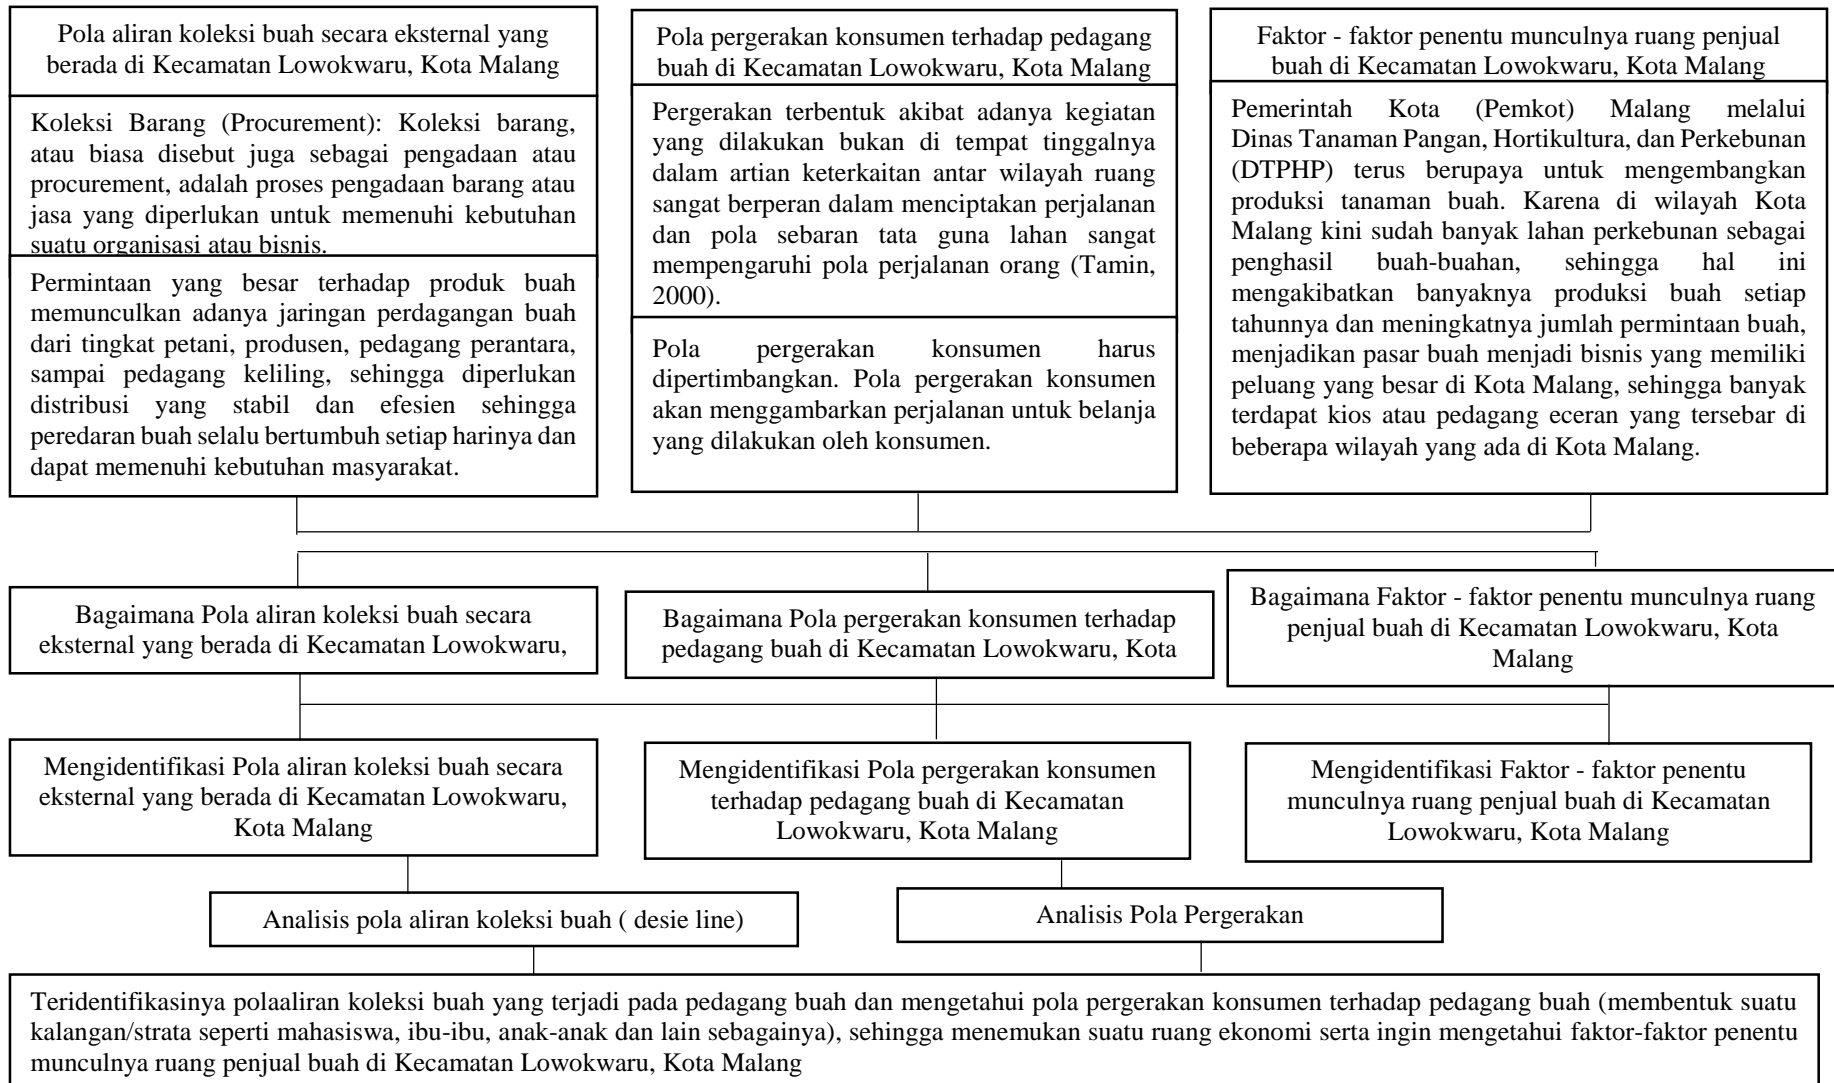 Pola aliran koleksi buah secara eksternal yang
berada di Kecamatan Lowokwaru, Kota Malang
Koleksi Barang (Procurement): Koleksi barang,
atau biasa disebut juga sebagai pengadaan atau
procurement, adalah proses pengadaan barang atau
jasa yang diperlukan untuk memenuhi kebutuhan
suatu organisasi atau bisnis.
Permintaan yang besar terhadap produk buah
memunculkan adanya jaringan perdagangan buah
dari tingkat petani, produsen, pedagang perantara,
sampai pedagang keliling, sehingga diperlukan
distribusi yang stabil dan efesien sehingga
peredaran buah selalu bertumbuh setiap harinya dan
dapat memenuhi kebutuhan masyarakat.
Pola pergerakan konsumen terhadap pedagang
buah di Kecamatan Lowokwaru, Kota Malang
Pergerakan terbentuk akibat adanya kegiatan
yang dilakukan bukan di tempat tinggalnya
dalam artian keterkaitan antar wilayah ruang
sangat berperan dalam menciptakan perjalanan
dan pola sebaran tata guna lahan sangat
mempengaruhi pola perjalanan orang (Tamin,
2000).
Pola pergerakan konsumen harus
dipertimbangkan. Pola pergerakan konsumen
akan menggambarkan perjalanan untuk belanja
yang dilakukan oleh konsumen.
Faktor - faktor penentu munculnya ruang penjual
buah di Kecamatan Lowokwaru, Kota Malang
Pemerintah Kota (Pemkot) Malang melalui
Dinas Tanaman Pangan, Hortikultura, dan Perkebunan
(DTPHP) terus berupaya untuk mengembangkan
produksi tanaman buah. Karena di wilayah Kota
Malang kini sudah banyak lahan perkebunan sebagai
penghasil buah-buahan, sehingga hal ini
mengakibatkan banyaknya produksi buah setiap
tahunnya dan meningkatnya jumlah permintaan buah,
menjadikan pasar buah menjadi bisnis yang memiliki
peluang yang besar di Kota Malang, sehingga banyak
terdapat kios atau pedagang eceran yang tersebar di
beberapa wilayah yang ada di Kota Malang.
Bagaimana Pola aliran koleksi buah secara
eksternal yang berada di Kecamatan Lowokwaru,
Bagaimana Pola pergerakan konsumen terhadap
pedagang buah di Kecamatan Lowokwaru, Kota
Bagaimana Faktor - faktor penentu munculnya ruang
penjual buah di Kecamatan Lowokwaru, Kota
Malang
Mengidentifikasi Pola aliran koleksi buah secara
eksternal yang berada di Kecamatan Lowokwaru,
Kota Malang
Mengidentifikasi Pola pergerakan konsumen
terhadap pedagang buah di Kecamatan
Lowokwaru, Kota Malang
Mengidentifikasi Faktor - faktor penentu
munculnya ruang penjual buah di Kecamatan
Lowokwaru, Kota Malang
Analisis pola aliran koleksi buah ( desie line)
Analisis Pola Pergerakan
Teridentifikasinya polaaliran koleksi buah yang terjadi pada pedagang buah dan mengetahui pola pergerakan konsumen terhadap pedagang buah (membentuk suatu
kalangan/strata seperti mahasiswa, ibu-ibu, anak-anak dan lain sebagainya), sehingga menemukan suatu ruang ekonomi serta ingin mengetahui faktor-faktor penentu
munculnya ruang penjual buah di Kecamatan Lowokwaru, Kota Malang